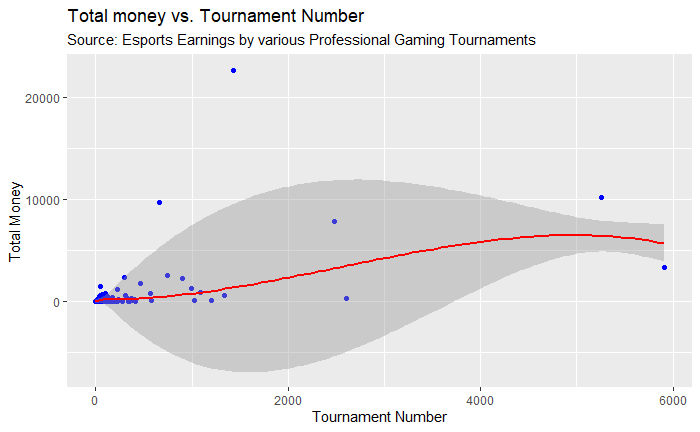 Total money vs. Tournament Number
Source: Esports Earnings by various Professional Gaming Tournaments
20000
10000
0
Total Money
0 2000 4000 6000
Tournament Number